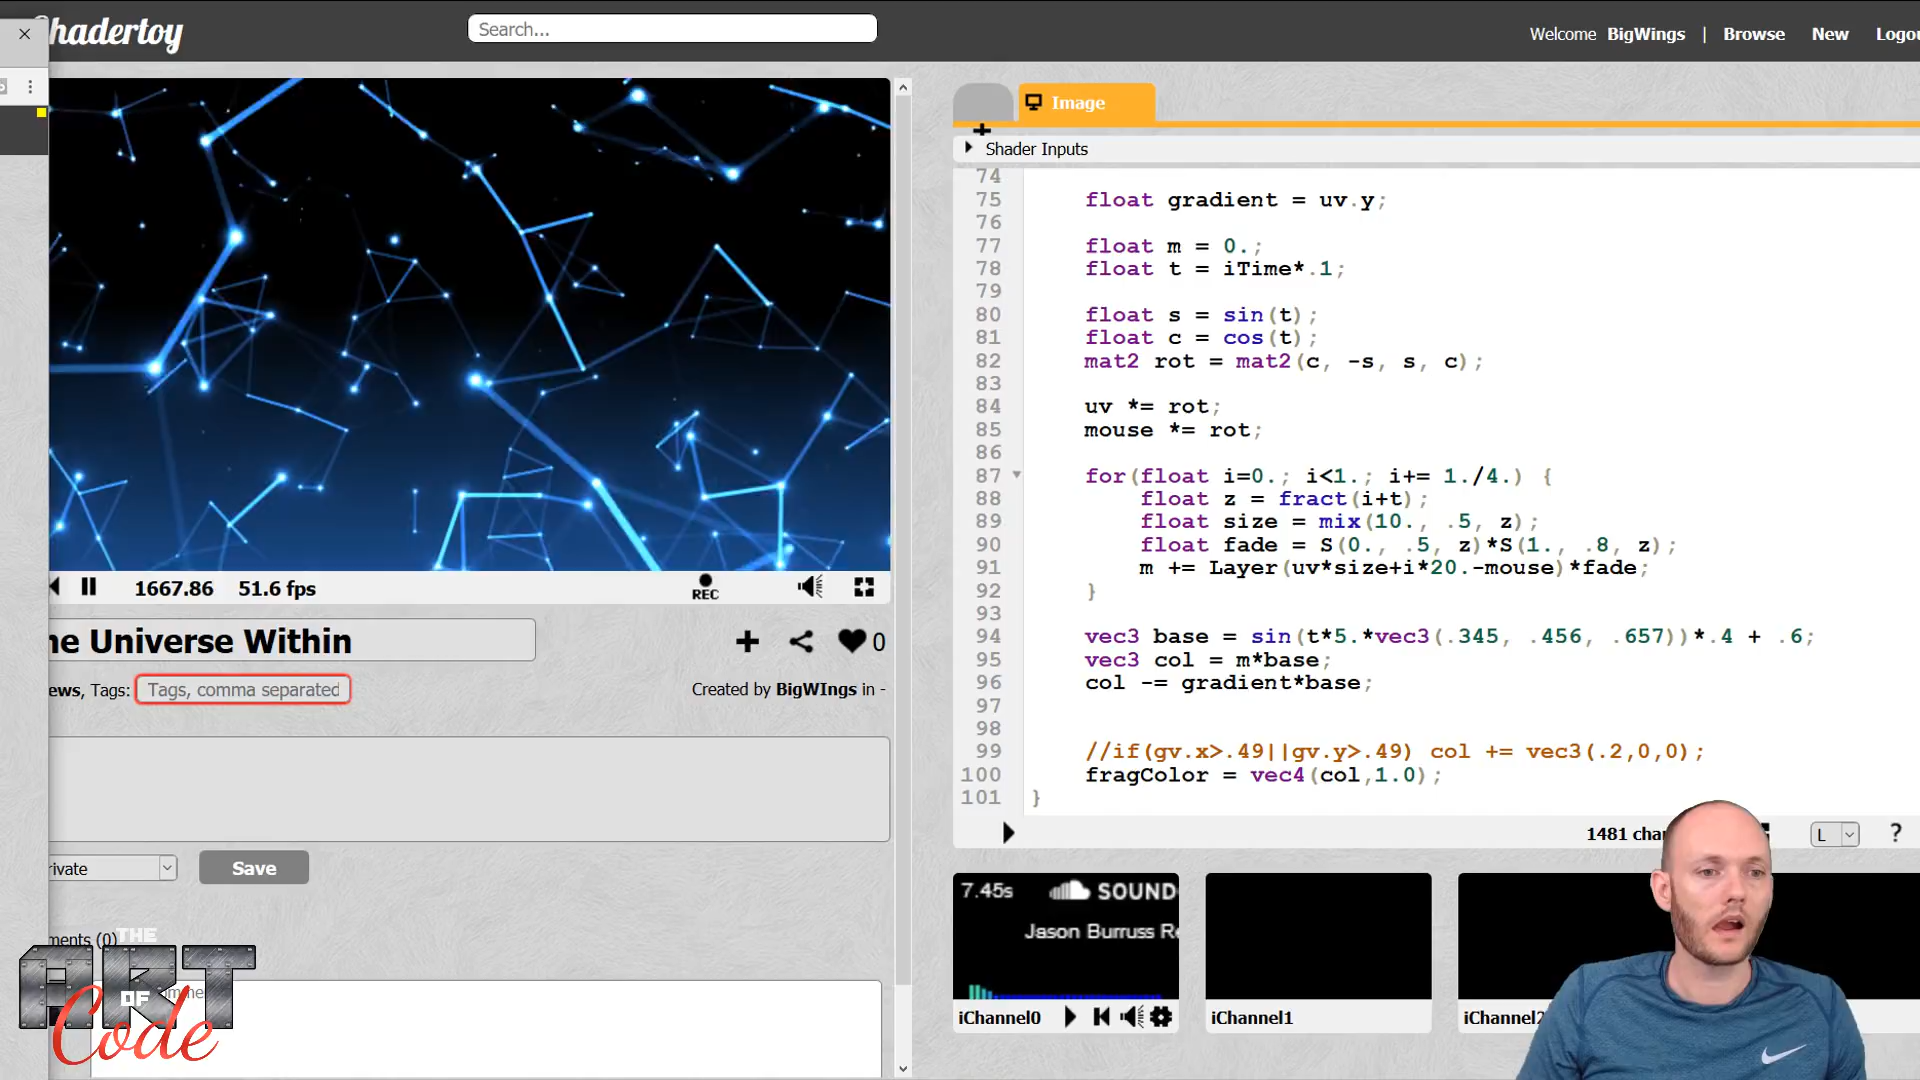 hadertoy
Search...
Welcome BigWings | Browse New Logou
Image
Shader Inputs
74
75 float gradient = uv.y;
76
77 float m = 0.;
78 float t = iTime*.1;
79
80 float s = sin(t);
81 float c = cos(t);
82 mat2 rot = mat2(c, -s, s, c);
83
84 uv *= rot;
85 mouse *= rot;
86
87 for(float i=0.; i<1.; i+= 1./4.) {
88 float z = fract(i+t);
89 float size = mix(10., .5, z);
90 float fade = S(0., .5, z)*S(1., .8, z);
91 m += Layer(uv*size+i*20.-mouse)*fade;
92 }
93
94 vec3 base = sin(t*5.*vec3(.345, .456, .657))*.4 + .6;
95 vec3 col = m*base;
96 col -= gradient*base;
97
98
99 //if(gv.x>.49||gv.y>.49) col += vec3(.2,0,0);
100 fragColor = vec4(col,1.0);
101 }
1667.86 51.6 fps
REC
he Universe Within
0
ews, Tags: Tags, comma separated
Created by BigWIngs in -
rivate
Save
ments (0)
THE
ART
OF
Code
1481 char
L
?
7.45s SOUND
Jason Burruss Re
iChannel0
iChannel1
iChannel2